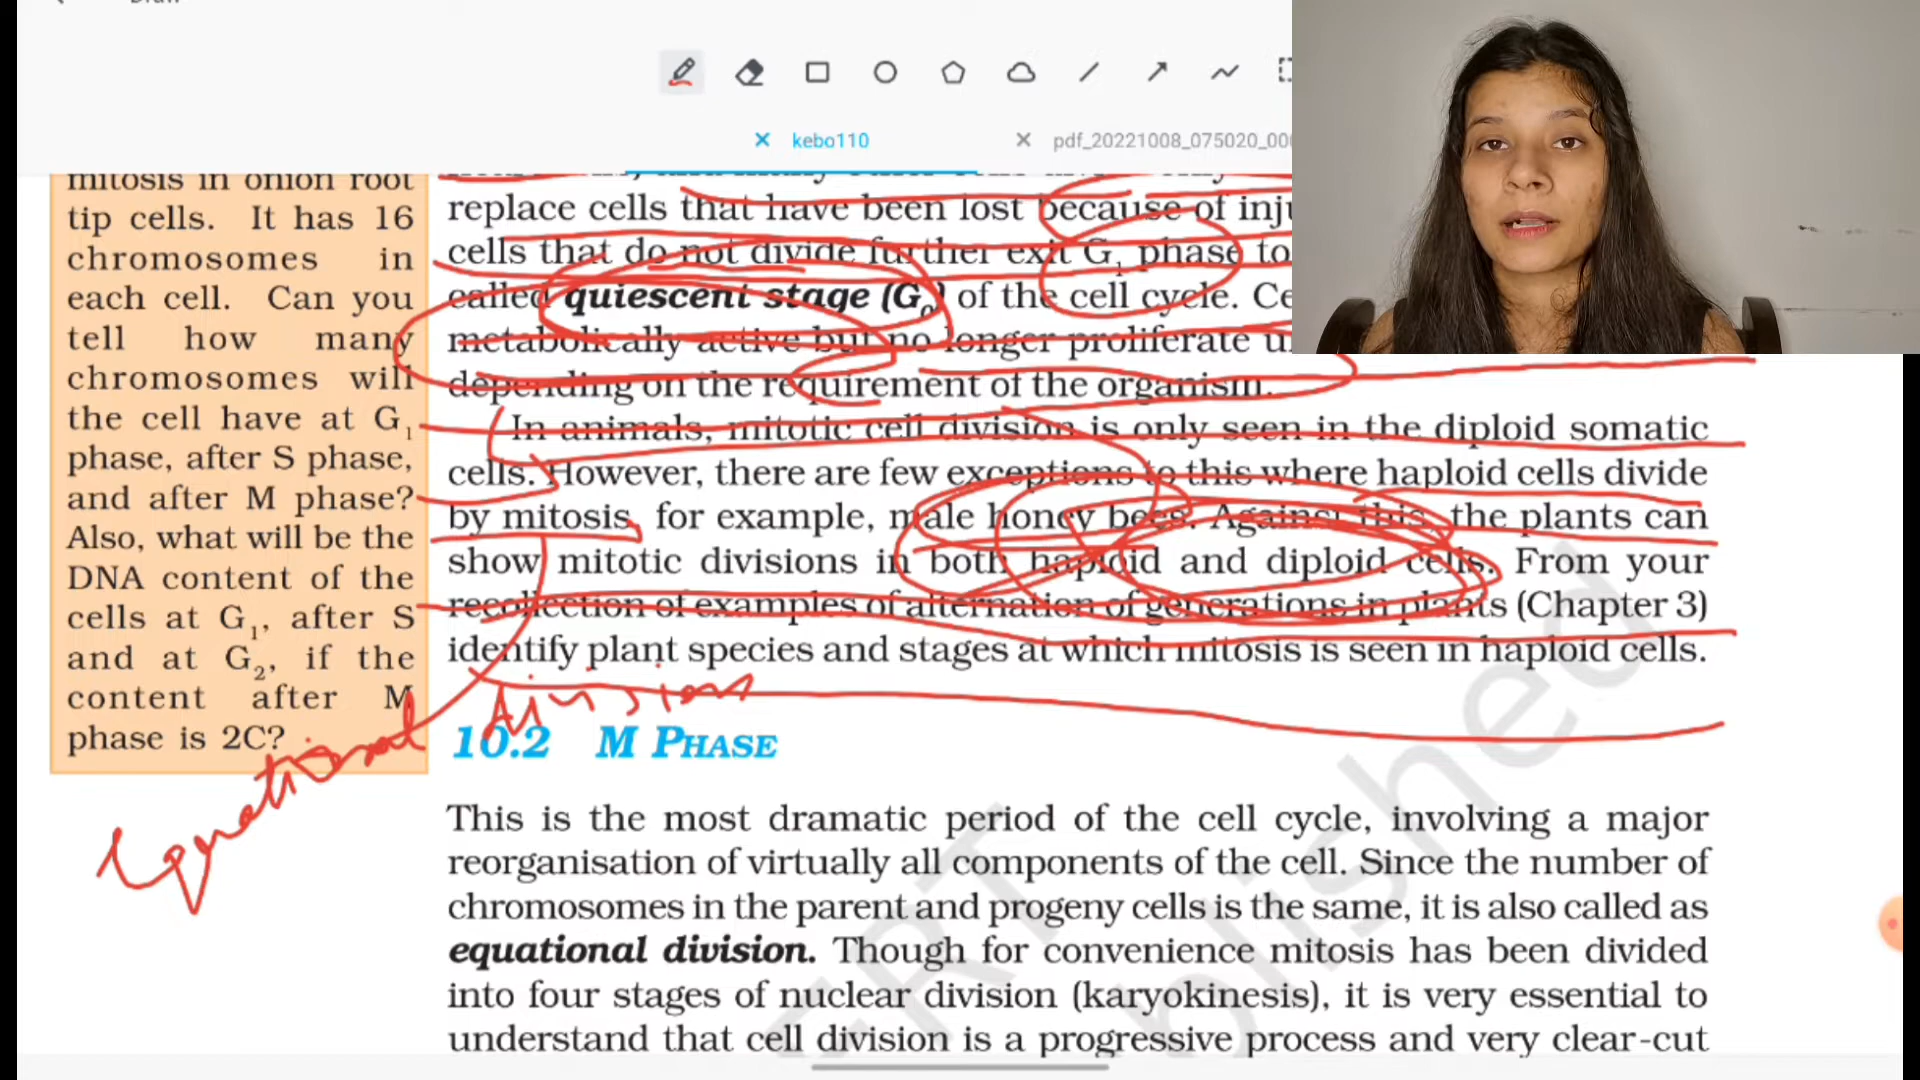 kebo110
pdf_20221008_075020_00
mitosis in onion root
tip cells. It has 16
chromosomes in
each cell. Can you
tell how many
chromosomes will
the cell have at G1
phase, after S phase,
and after M phase?
Also, what will be the
DNA content of the
cells at G1, after S
and at G2, if the
content after M
phase is 2C?
replace cells that have been lost because of inj
cells that do not divide further exit G1 phase to
called quiescent stage (G0) of the cell cycle. Ce
metabolically active but no longer proliferate u
depending on the requirement of the organism.
In animals, mitotic cell division is only seen in the diploid somatic
cells. However, there are few exceptions to this where haploid cells divide
by mitosis, for example, male honey bees. Against this, the plants can
show mitotic divisions in both haploid and diploid cells. From your
recollection of examples of alternation of generations in plants (Chapter 3)
identify plant species and stages at which mitosis is seen in haploid cells.
Equational division
10.2 M PHASE
This is the most dramatic period of the cell cycle, involving a major
reorganisation of virtually all components of the cell. Since the number of
chromosomes in the parent and progeny cells is the same, it is also called as
equational division. Though for convenience mitosis has been divided
into four stages of nuclear division (karyokinesis), it is very essential to
understand that cell division is a progressive process and very clear-cut